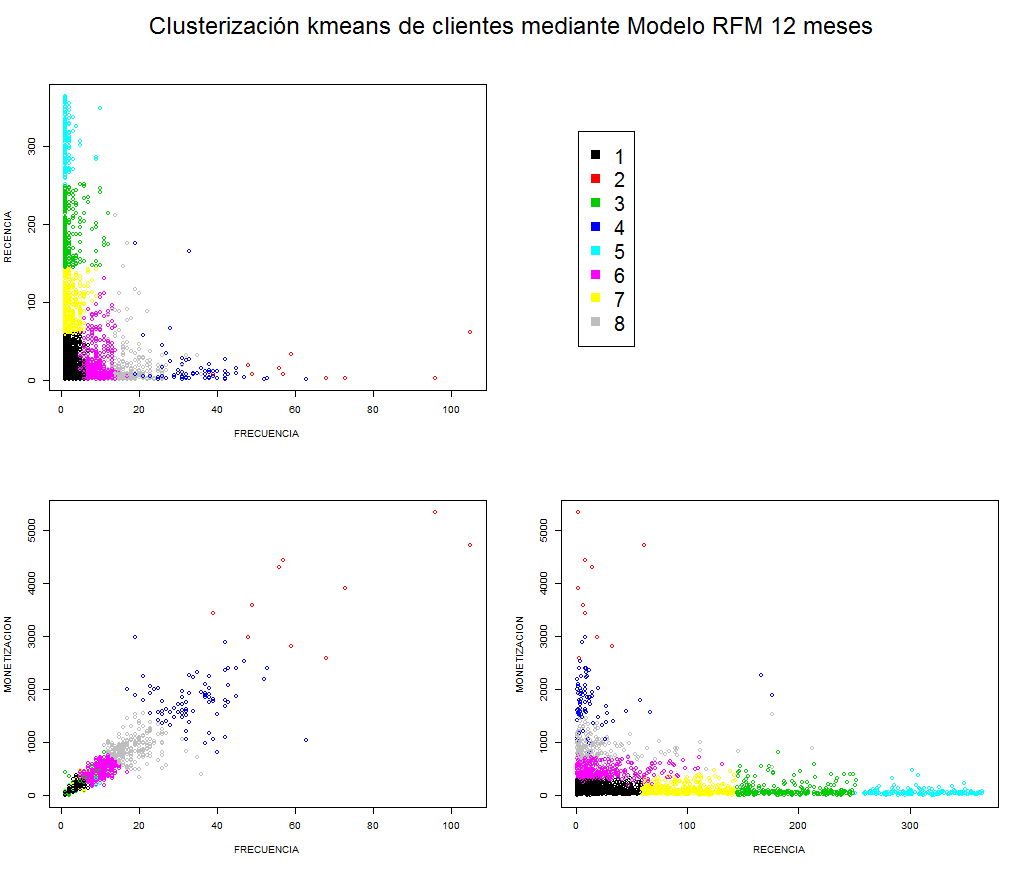 Clusterización kmeans de clientes mediante Modelo RFM 12 meses
RECENCIA
300
200
100
0
0 20 40 60 80 100
FRECUENCIA
1
2
3
4
5
6
7
8
MONETIZACION
5000
4000
3000
2000
1000
0
0 20 40 60 80 100
FRECUENCIA
MONETIZACION
5000
4000
3000
2000
1000
0
0 100 200 300
RECENCIA